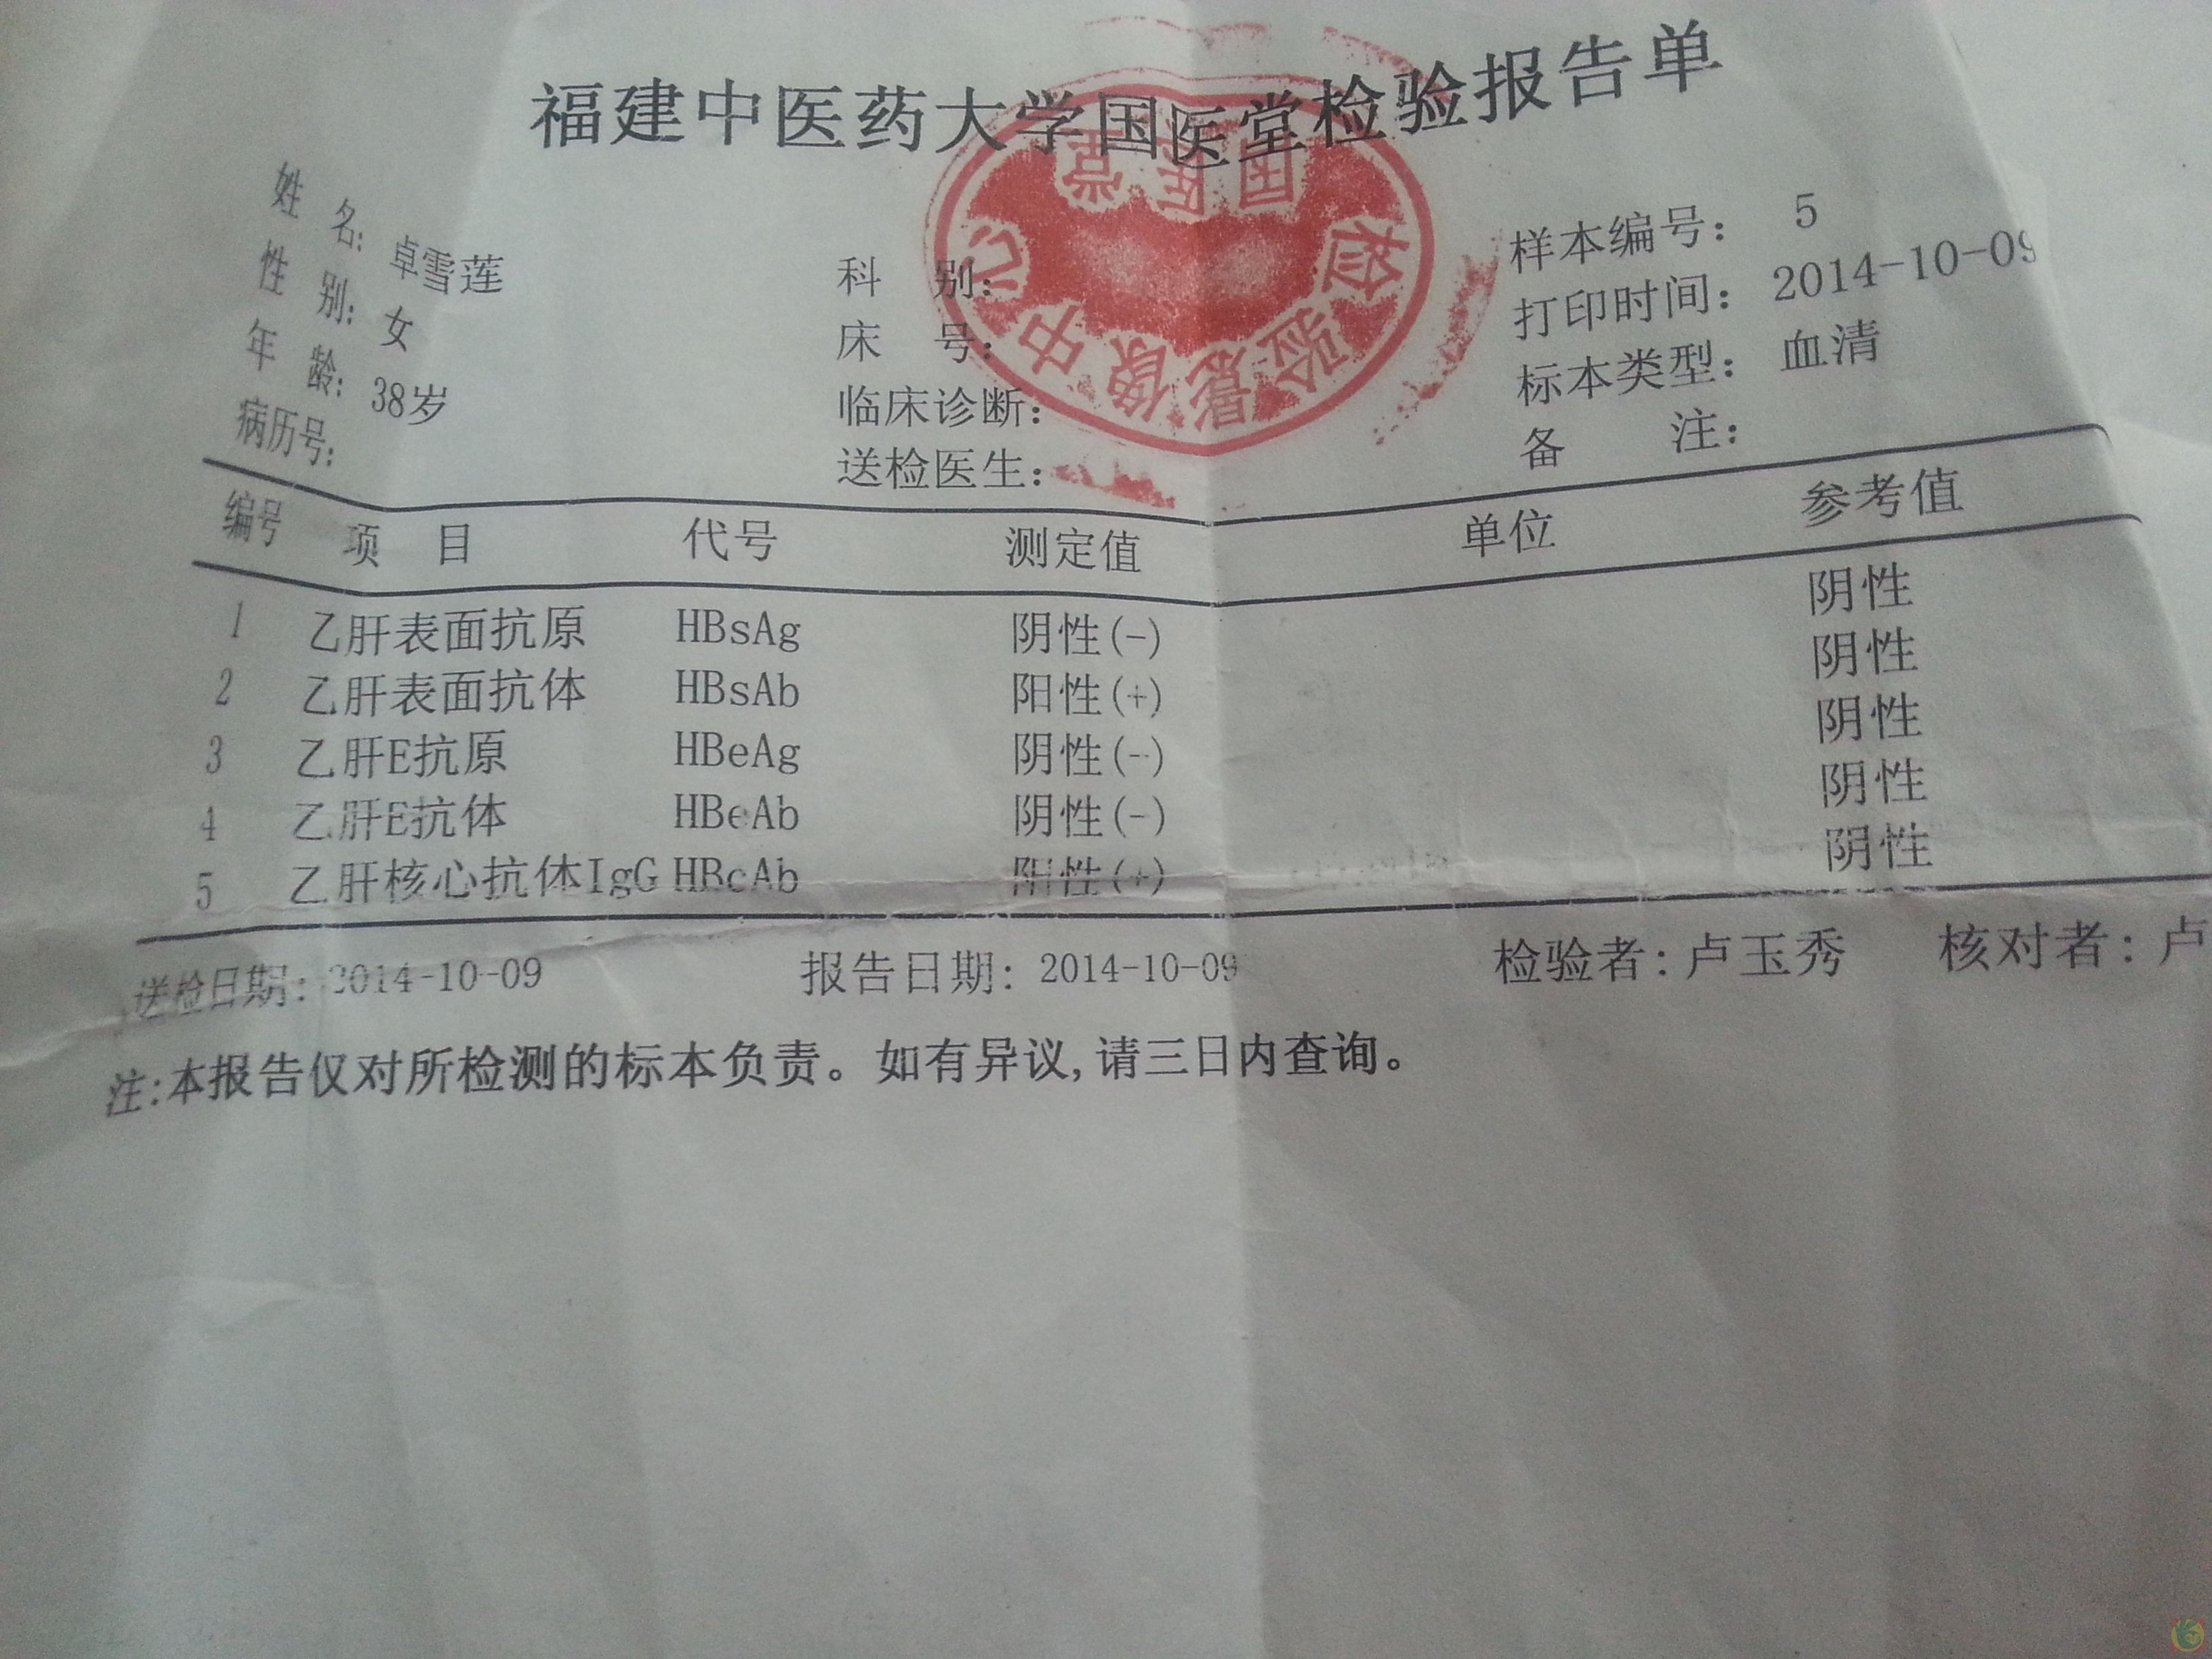 福建中医药大学国医堂检验报告单
姓 名: 卓雪莲 科 别: 样本编号: 5
性 别: 女 床 号: 打印时间: 2014-10-09
年 龄: 38岁 临床诊断: 标本类型: 血清
病历号: 送检医生: 备 注:
国医堂
检验影像中心
编号 项 目 代号 测定值 单位 参考值
1 乙肝表面抗原 HBsAg 阴性(-) 阴性
2 乙肝表面抗体 HBsAb 阳性(+) 阴性
3 乙肝E抗原 HBeAg 阴性(-) 阴性
4 乙肝E抗体 HBeAb 阴性(-) 阴性
5 乙肝核心抗体IgG HBcAb 阳性(+) 阴性
送检日期: 2014-10-09 报告日期: 2014-10-09 检验者: 卢玉秀 核对者: 卢
注:本报告仅对所检测的标本负责。如有异议,请三日内查询。